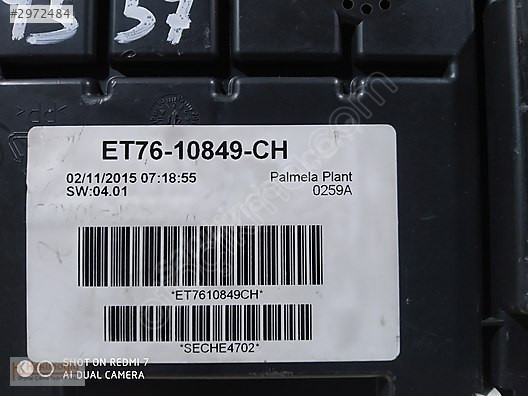 #2972484
57
ET76-10849-CH
02/11/2015 07:18:55
Palmela Plant
SW:04.01
0259A
*ET7610849CH*
*SECHE4702*
SHOT ON REDMI 7
AI DUAL CAMERA